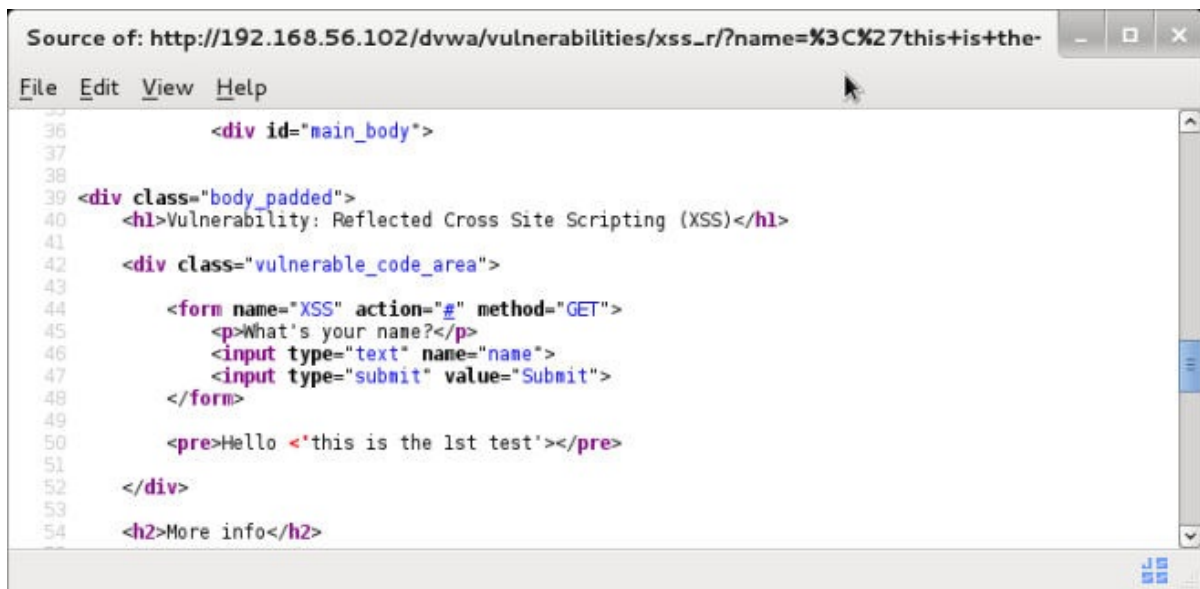 Source of: http://192.168.56.102/dvwa/vulnerabilities/xss_r/?name=%3C%27this+is+the-
File Edit View Help
36 <div id="main_body">
37
38
39 <div class="body_padded">
40 <h1>Vulnerability: Reflected Cross Site Scripting (XSS)</h1>
41
42 <div class="vulnerable_code_area">
43
44 <form name="XSS" action="#" method="GET">
45 <p>What's your name?</p>
46 <input type="text" name="name">
47 <input type="submit" value="Submit">
48 </form>
49
50 <pre>Hello <'this is the 1st test'></pre>
51
52 </div>
53
54 <h2>More info</h2>